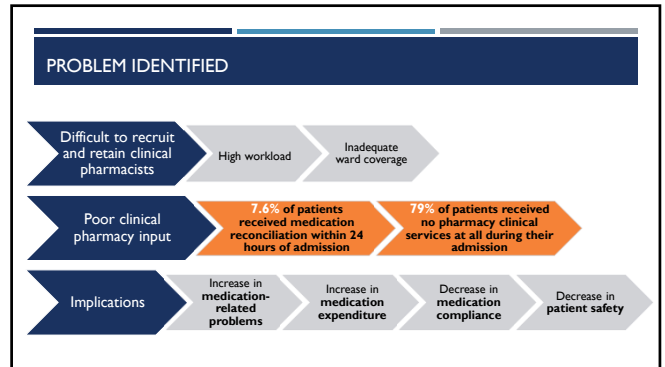 PROBLEM IDENTIFIED
Difficult to recruit
and retain clinical
pharmacists
High workload
Inadequate
ward coverage
Poor clinical
pharmacy input
7.6% of patients
received medication
reconciliation within 24
hours of admission
79% of patients received
no pharmacy clinical
services at all during their
admission
Implications
Increase in
medication-
related
problems
Increase in
medication
expenditure
Decrease in
medication
compliance
Decrease in
patient safety